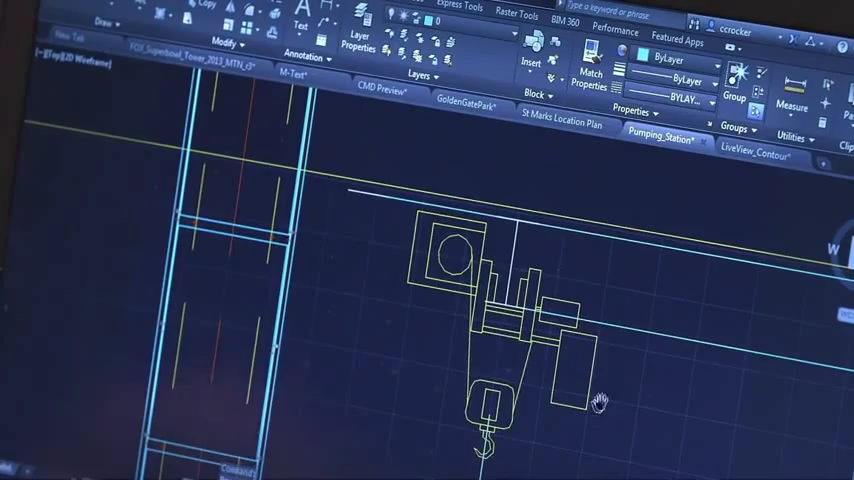 Express Tools
Raster Tools
BIM 360
Performance
Featured Apps
Type a keyword or phrase
ccrocker
Copy
Text
Layer
Properties
0
Insert
Match
Properties
ByLayer
ByLayer
BYLAY...
Group
Measure
Draw
Modify
Annotation
Layers
Block
Properties
Groups
Utilities
New Tab
FOX_Superbowl_Tower_2013_MTN_r3*
M-Text*
CMD Preview*
GoldenGatePark*
St Marks Location Plan
Pumping_Station*
LiveView_Contour*
[-][Top][2D Wireframe]
W